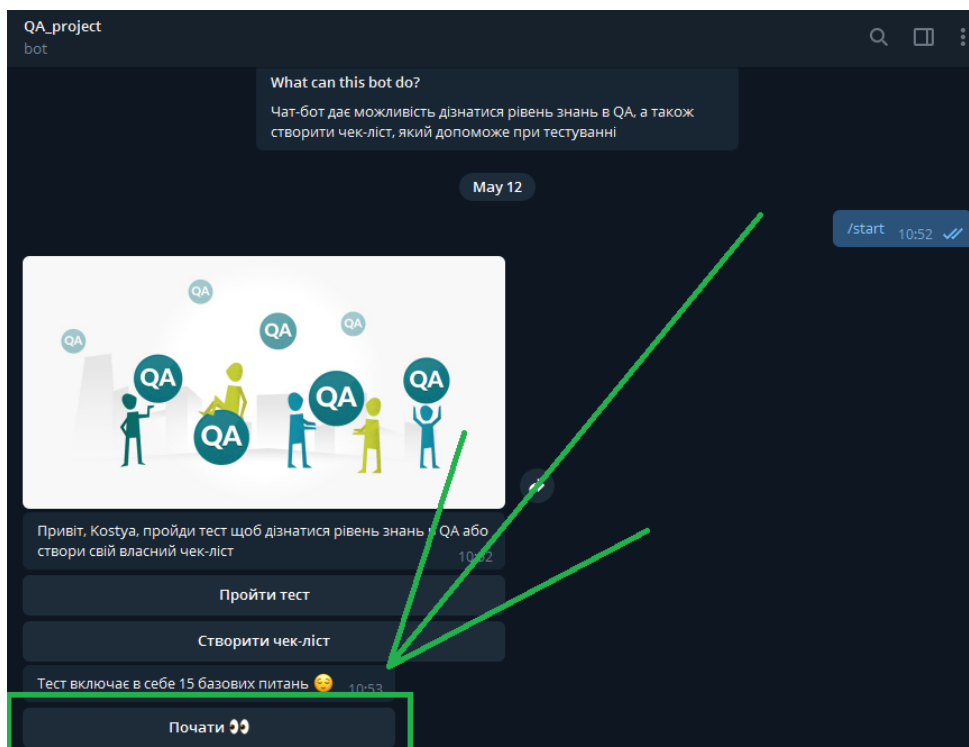 QA_project
bot
What can this bot do?
Чат-бот дає можливість дізнатися рівень знань в QA, а також
створити чек-ліст, який допоможе при тестуванні
May 12
/start 10:52
QA
QA
QA
QA
QA
QA
QA
QA
Привіт, Kostya, пройди тест щоб дізнатися рівень знань в QA або
створи свій власний чек-ліст
10:52
Пройти тест
Створити чек-ліст
Тест включає в себе 15 базових питань 😌 10:53
Почати 👀